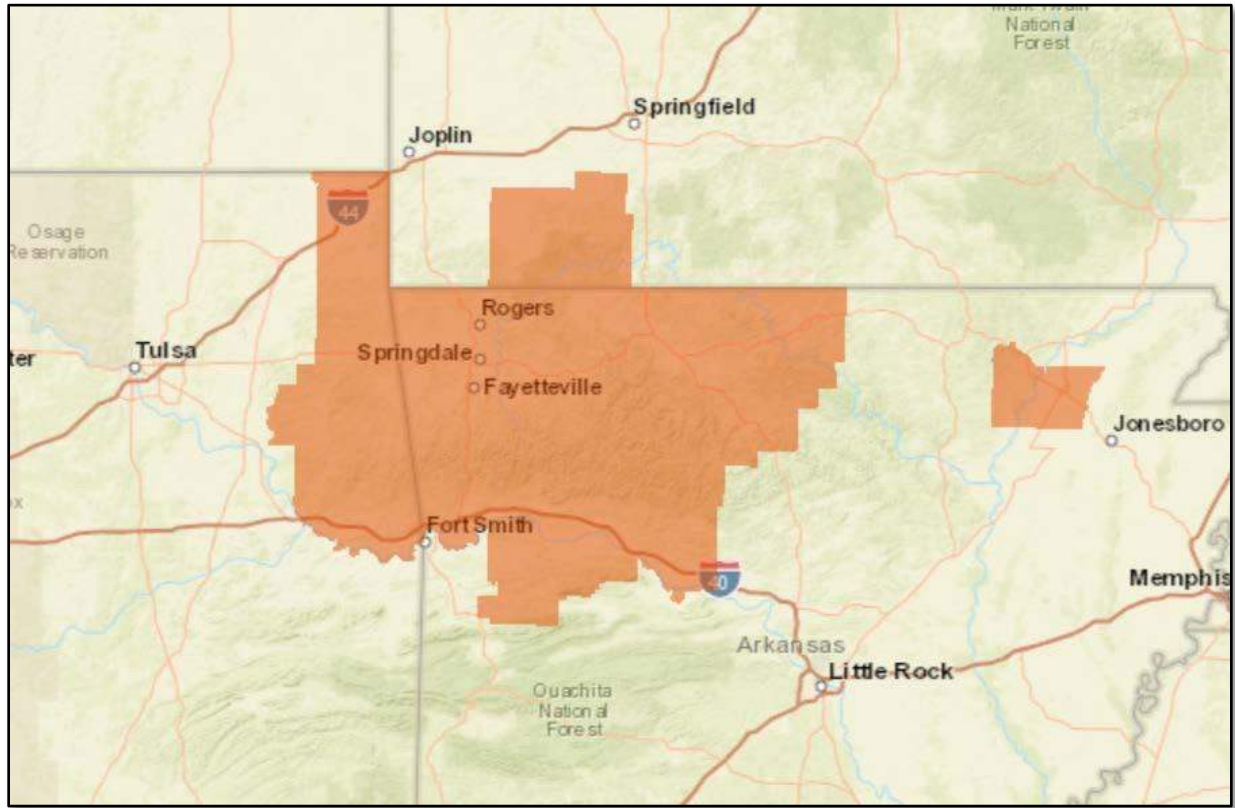 National
Forest
Springfield
Joplin
44
Osage
Reservation
Rogers
Tulsa
Springdale
Fayetteville
Jonesboro
Fort Smith
40
Memphis
Arkansas
Little Rock
Ouachita
National
Forest